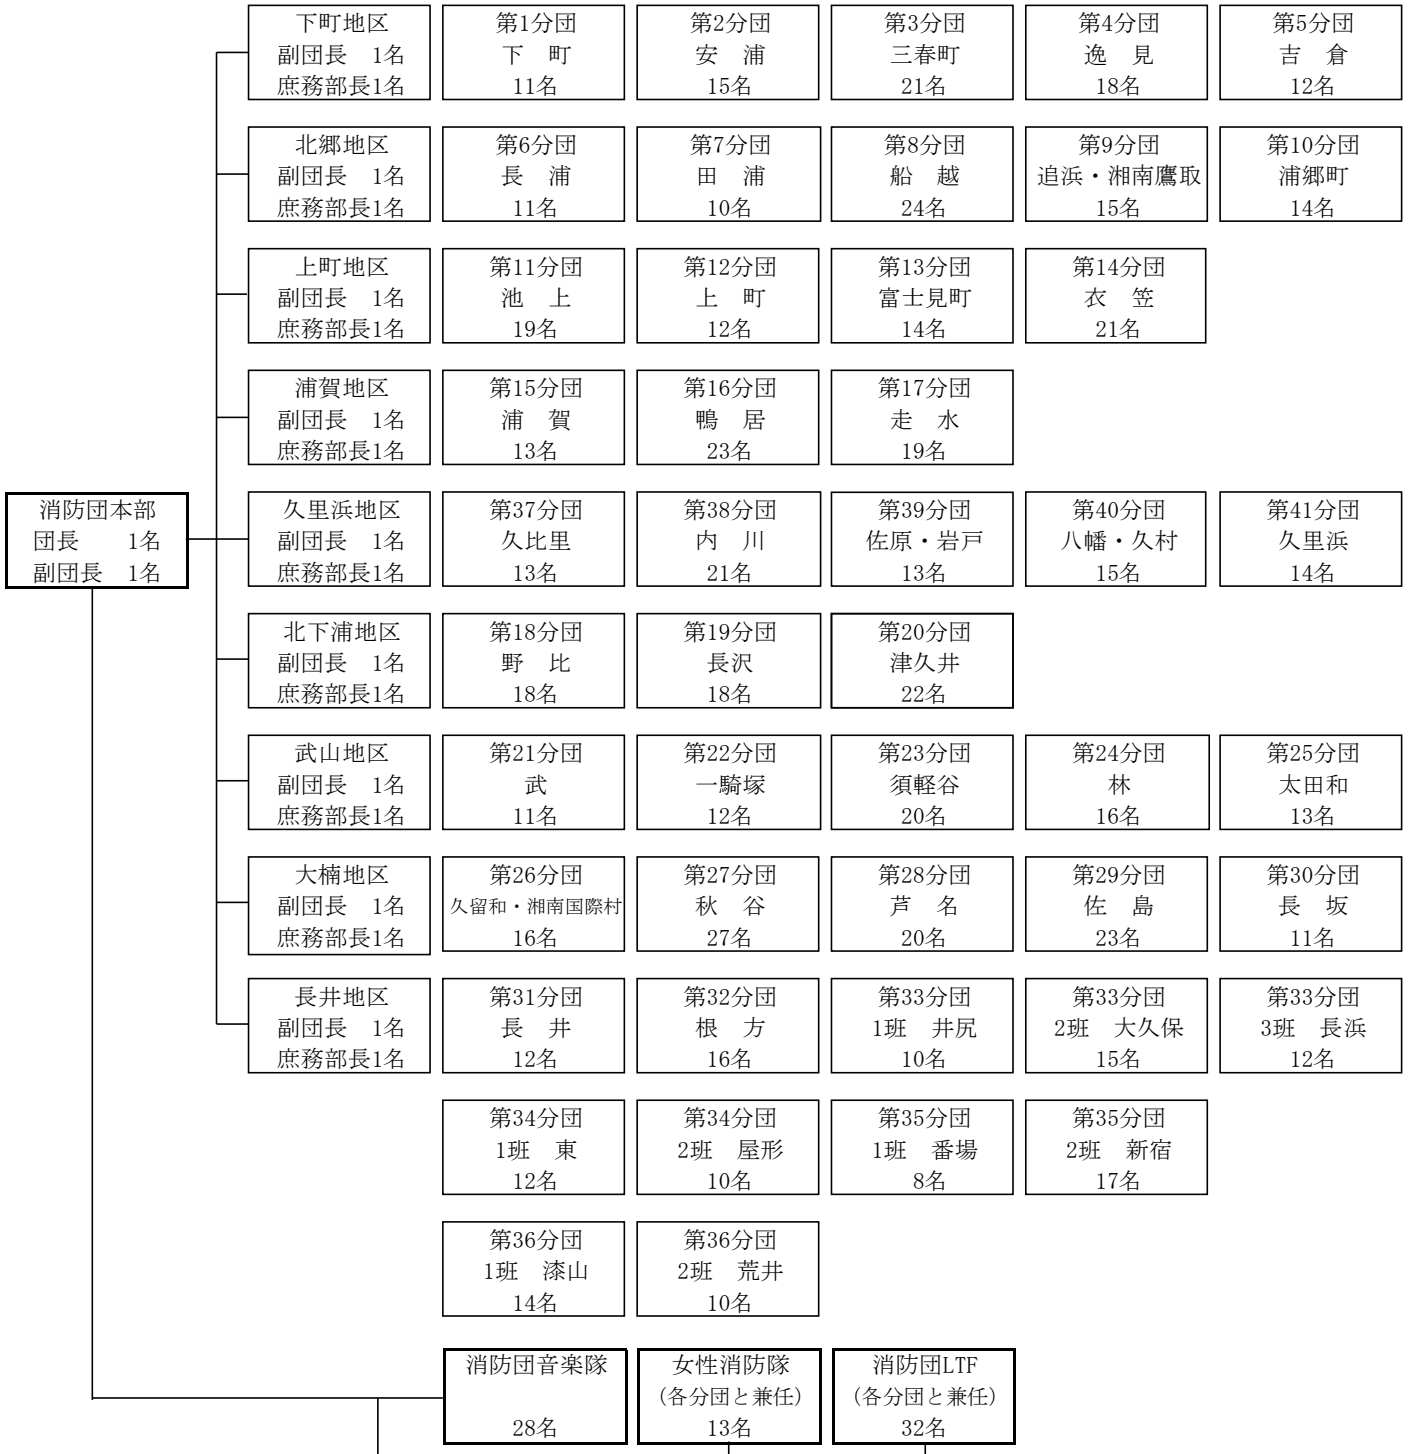 下町地区
副団長　1名
庶務部長1名
第1分団
下　町
11名
第2分団
安　浦
15名
第3分団
三春町
21名
第4分団
逸　見
18名
第5分団
吉　倉
12名
北郷地区
副団長　1名
庶務部長1名
第6分団
長　浦
11名
第7分団
田　浦
10名
第8分団
船　越
24名
第9分団
追浜・湘南鷹取
15名
第10分団
浦郷町
14名
上町地区
副団長　1名
庶務部長1名
第11分団
池　上
19名
第12分団
上　町
12名
第13分団
富士見町
14名
第14分団
衣　笠
21名
浦賀地区
副団長　1名
庶務部長1名
第15分団
浦　賀
13名
第16分団
鴨　居
23名
第17分団
走　水
19名
消防団本部
団長　　1名
副団長　1名
久里浜地区
副団長　1名
庶務部長1名
第37分団
久比里
13名
第38分団
内　川
21名
第39分団
佐原・岩戸
13名
第40分団
八幡・久村
15名
第41分団
久里浜
14名
北下浦地区
副団長　1名
庶務部長1名
第18分団
野　比
18名
第19分団
長沢
18名
第20分団
津久井
22名
武山地区
副団長　1名
庶務部長1名
第21分団
武
11名
第22分団
一騎塚
12名
第23分団
須軽谷
20名
第24分団
林
16名
第25分団
太田和
13名
大楠地区
副団長　1名
庶務部長1名
第26分団
久留和・湘南国際村
16名
第27分団
秋　谷
27名
第28分団
芦　名
20名
第29分団
佐　島
23名
第30分団
長　坂
11名
長井地区
副団長　1名
庶務部長1名
第31分団
長　井
12名
第32分団
根　方
16名
第33分団
1班　井尻
10名
第33分団
2班　大久保
15名
第33分団
3班　長浜
12名
第34分団
1班　東
12名
第34分団
2班　屋形
10名
第35分団
1班　番場
8名
第35分団
2班　新宿
17名
第36分団
1班　漆山
14名
第36分団
2班　荒井
10名
消防団音楽隊
28名
女性消防隊
(各分団と兼任)
13名
消防団LTF
(各分団と兼任)
32名